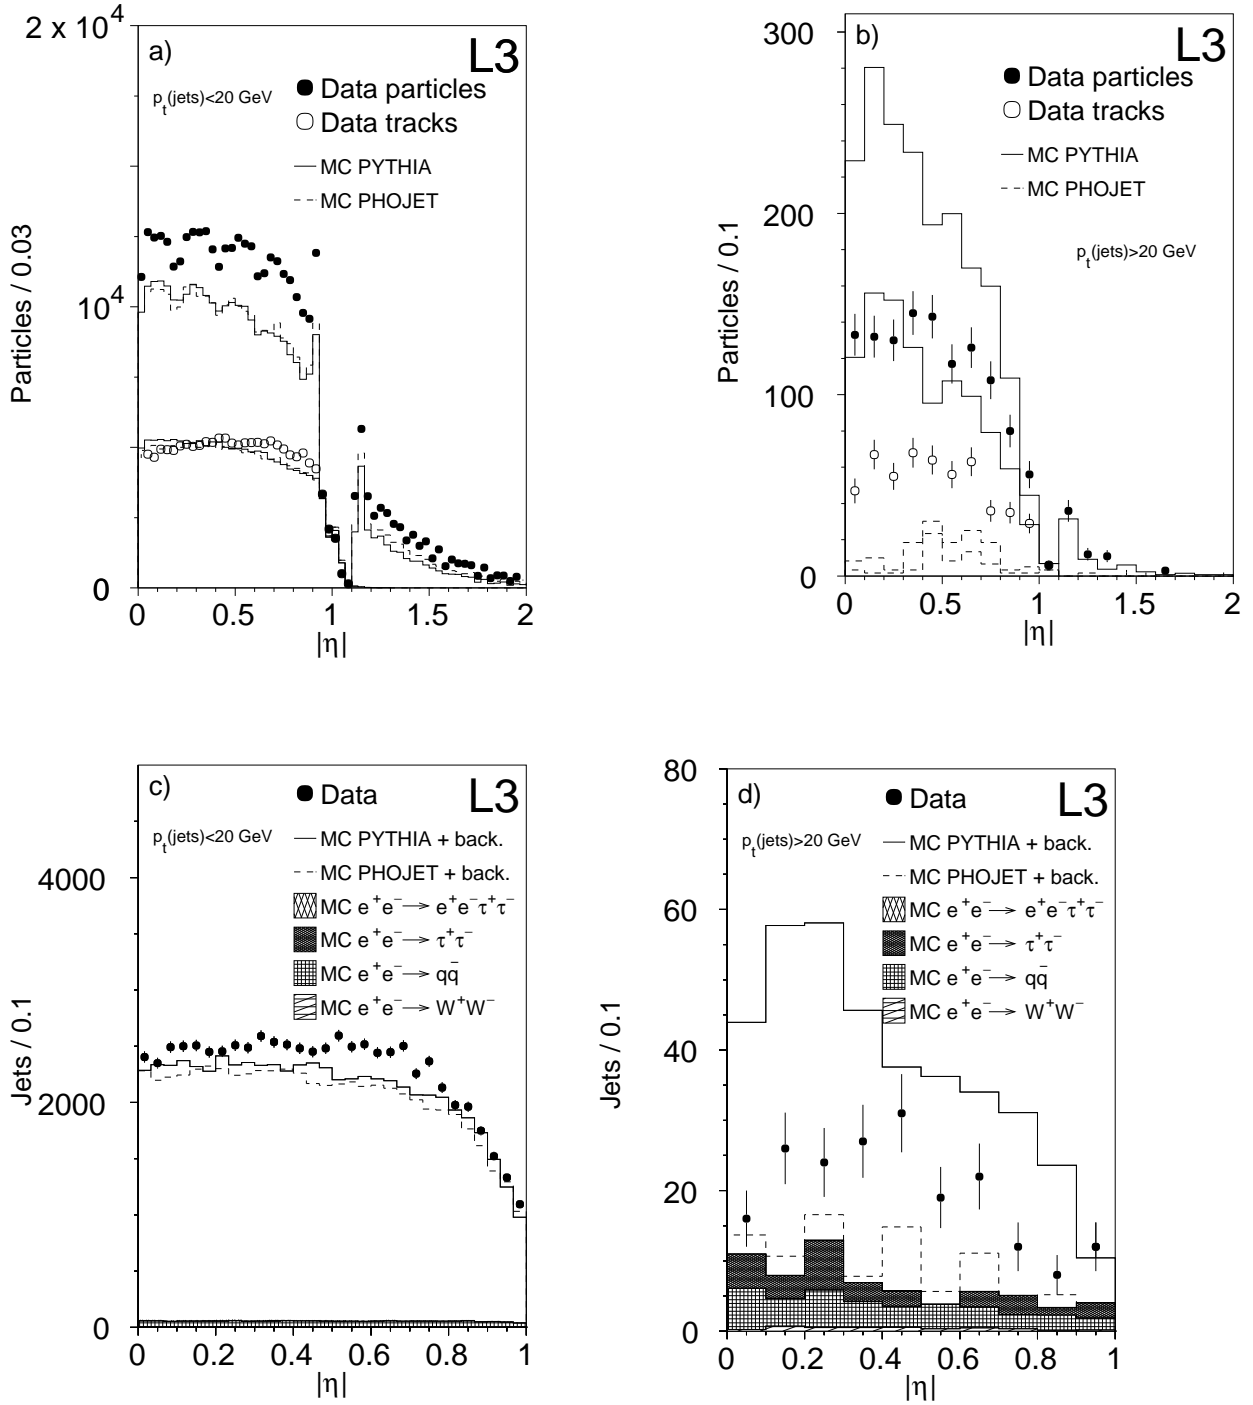 a)
L3
p_t(jets)<20 GeV
Data particles
Data tracks
MC PYTHIA
MC PHOJET
Particles / 0.03
2 x 10^4
10^4
0
0 0.5 1 1.5 2
|η|
b)
L3
Data particles
Data tracks
MC PYTHIA
MC PHOJET
p_t(jets)>20 GeV
Particles / 0.1
300
200
100
0
0 0.5 1 1.5 2
|η|
c)
L3
Data
p_t(jets)<20 GeV
MC PYTHIA + back.
MC PHOJET + back.
MC e⁺e⁻→ e⁺e⁻τ⁺τ⁻
MC e⁺e⁻→ τ⁺τ⁻
MC e⁺e⁻→ qq̄
MC e⁺e⁻→ W⁺W⁻
Jets / 0.1
4000
2000
0
0 0.2 0.4 0.6 0.8 1
|η|
d)
L3
Data
p_t(jets)>20 GeV
MC PYTHIA + back.
MC PHOJET + back.
MC e⁺e⁻→ e⁺e⁻τ⁺τ⁻
MC e⁺e⁻→ τ⁺τ⁻
MC e⁺e⁻→ qq̄
MC e⁺e⁻→ W⁺W⁻
Jets / 0.1
80
60
40
20
0
0 0.2 0.4 0.6 0.8 1
|η|